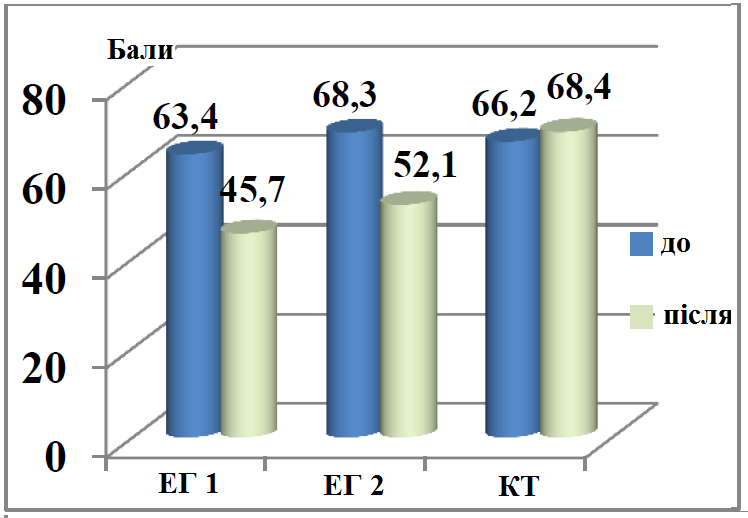 Бали
80
60
40
20
0
63,4
45,7
68,3
52,1
66,2
68,4
ЕГ 1
ЕГ 2
КТ
до
після